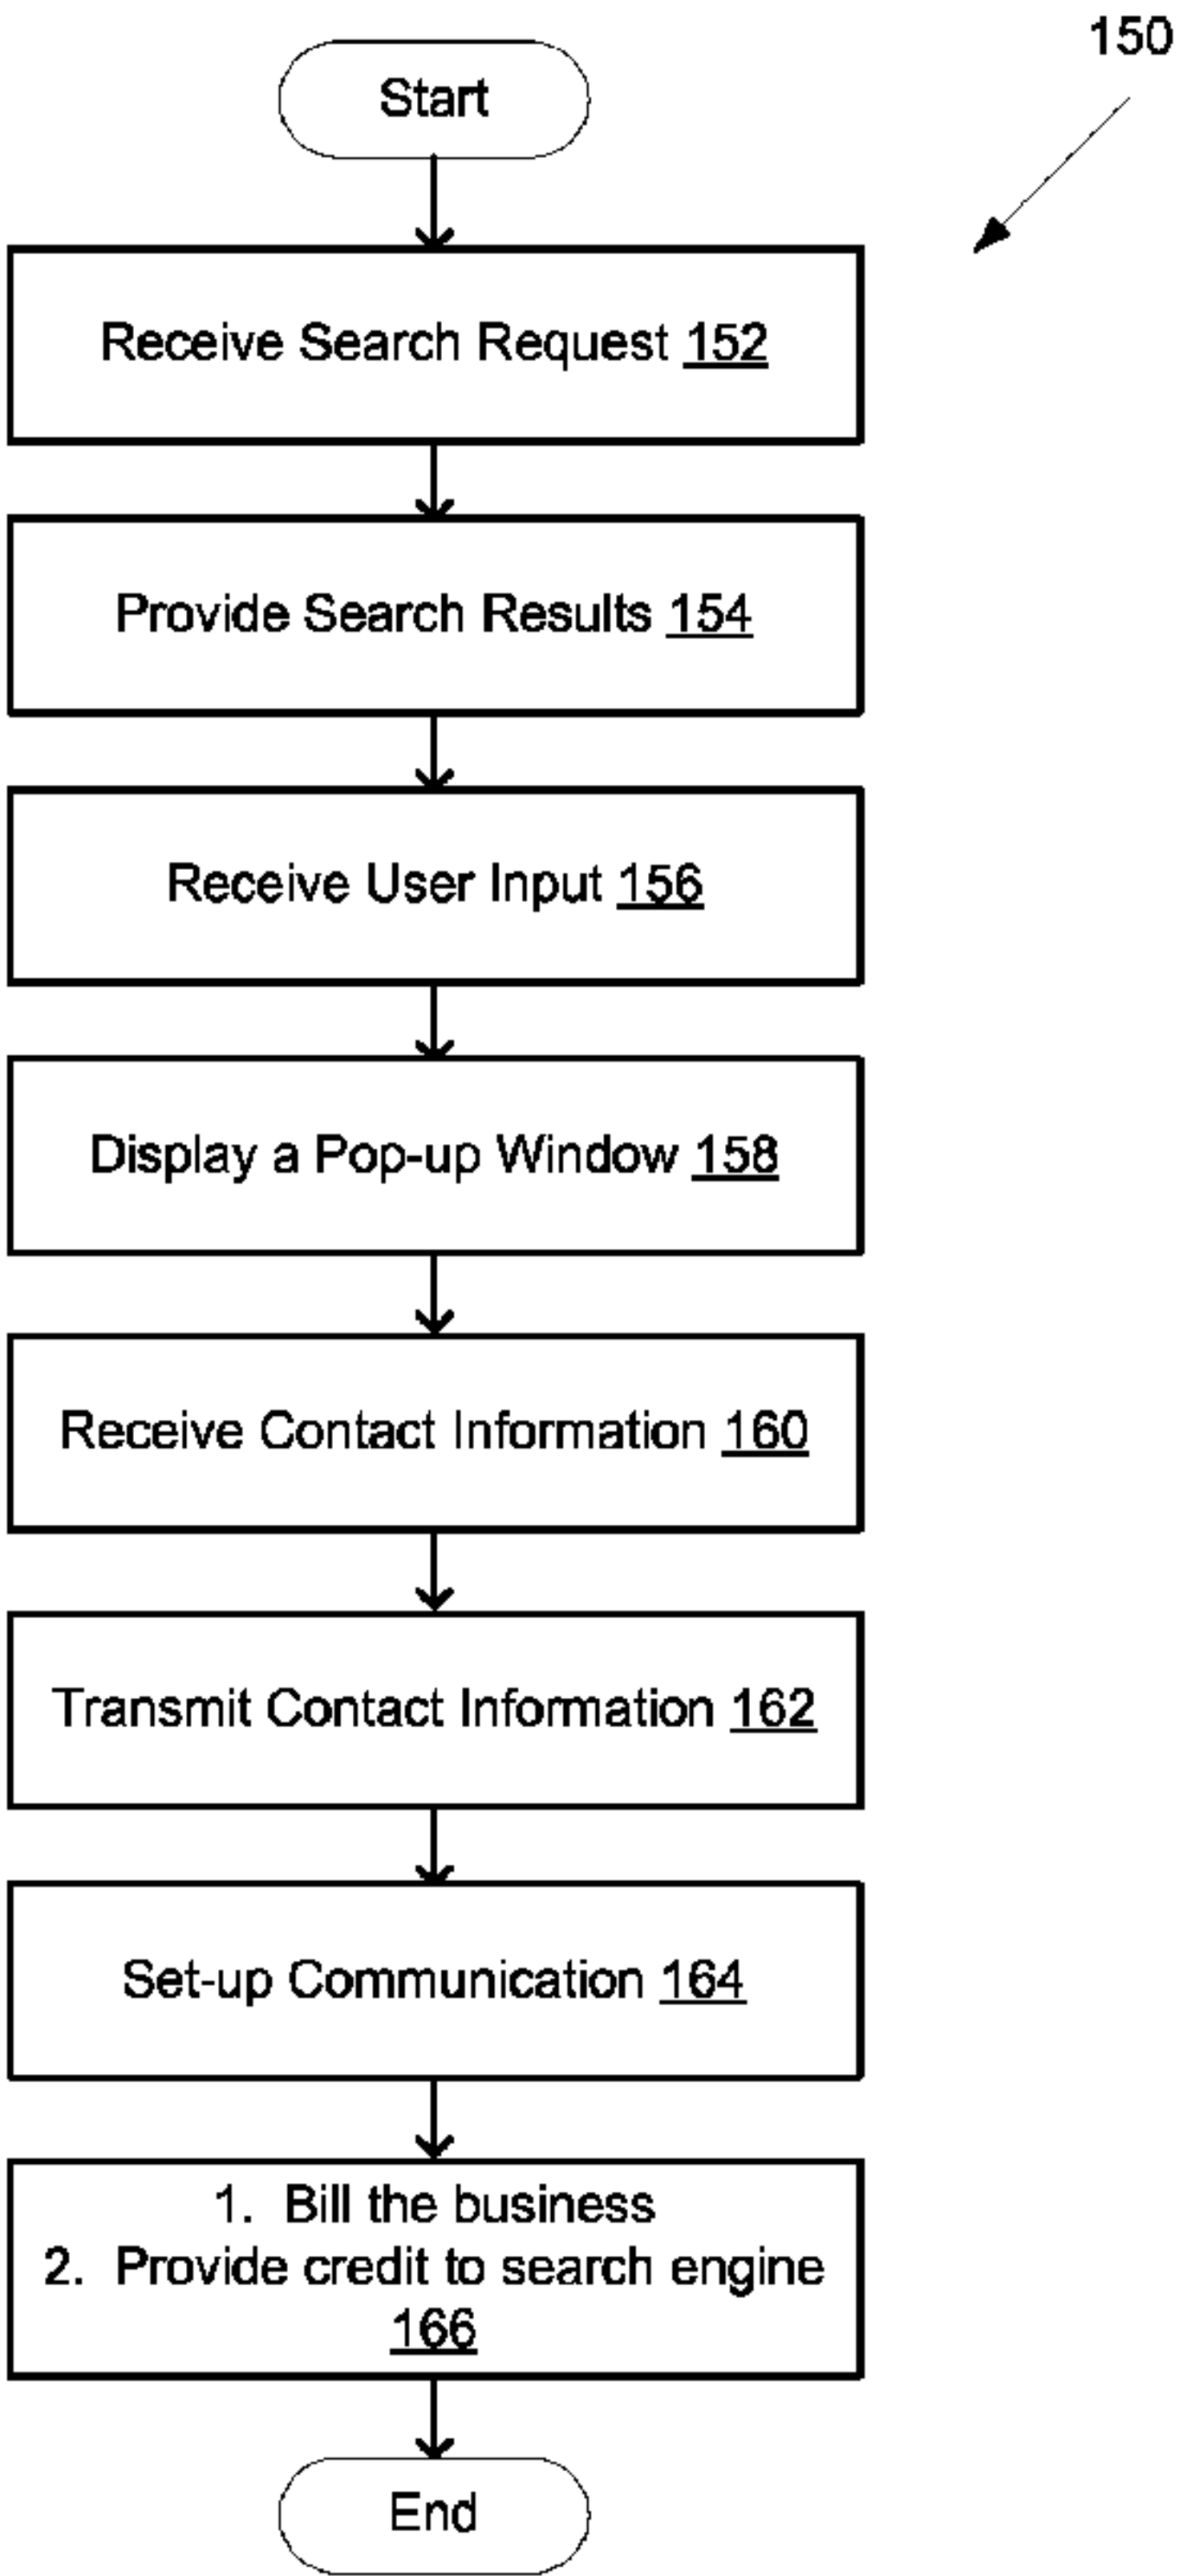 150
Start
Receive Search Request 152
Provide Search Results 154
Receive User Input 156
Display a Pop-up Window 158
Receive Contact Information 160
Transmit Contact Information 162
Set-up Communication 164
1. Bill the business
2. Provide credit to search engine
166
End